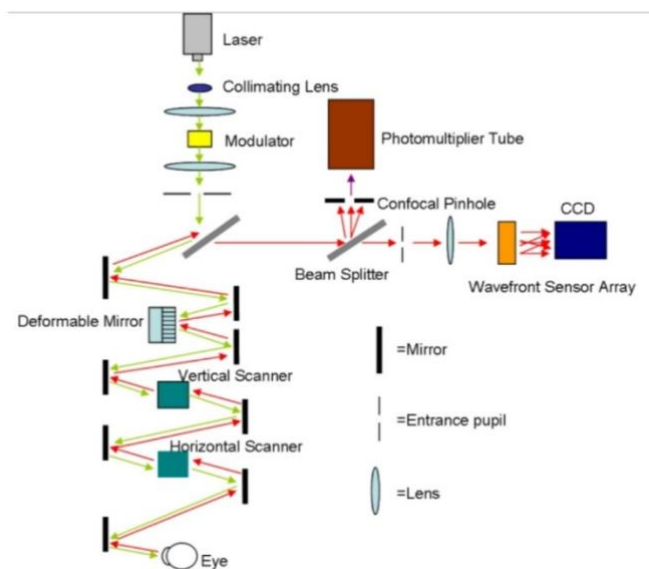 Laser
Collimating Lens
Modulator
Photomultiplier Tube
Confocal Pinhole
CCD
Beam Splitter
Wavefront Sensor Array
Deformable Mirror
=Mirror
Vertical Scanner
=Entrance pupil
Horizontal Scanner
=Lens
Eye